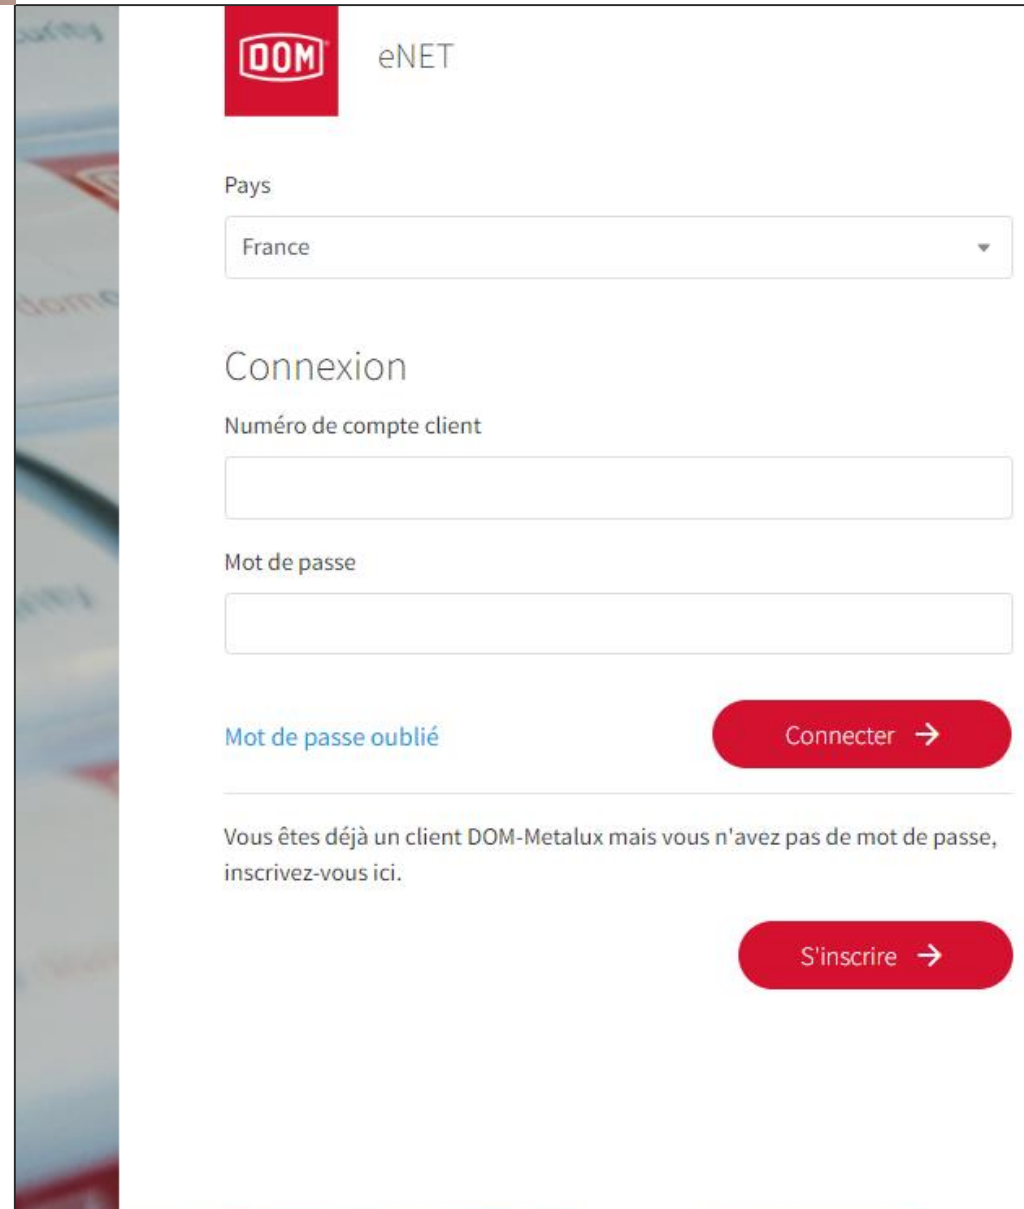 DOM
eNET
Pays
France
Connexion
Numéro de compte client
Mot de passe
Mot de passe oublié
Connecter →
Vous êtes déjà un client DOM-Metalux mais vous n'avez pas de mot de passe,
inscrivez-vous ici.
S'inscrire →